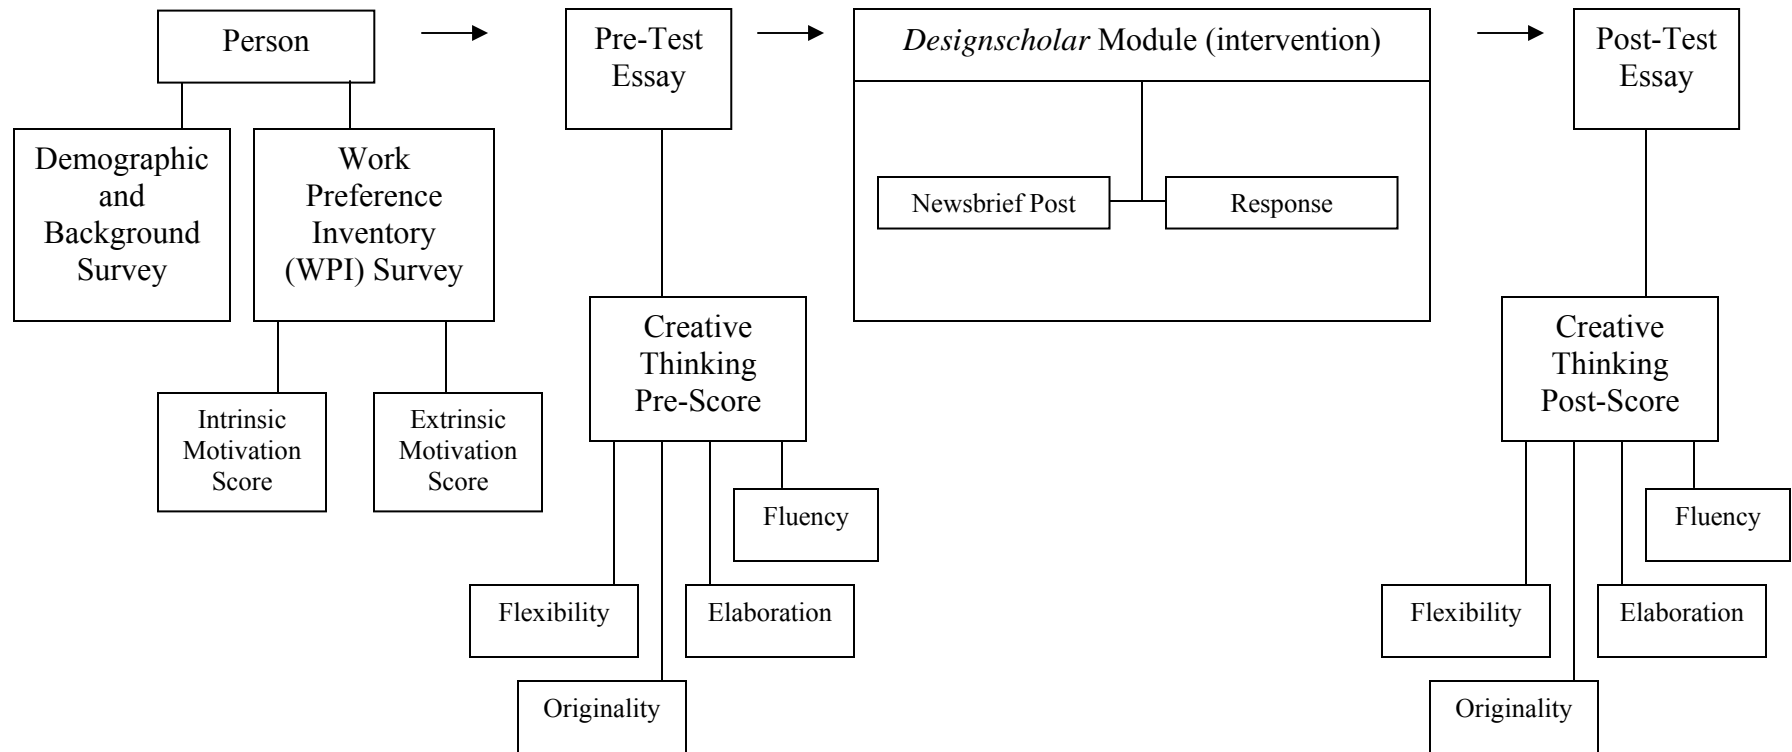 Person
Pre-Test
Essay
Designscholar Module (intervention)
Post-Test
Essay
Demographic
and
Background
Survey
Work
Preference
Inventory
(WPI) Survey
Newsbrief Post
Response
Intrinsic
Motivation
Score
Extrinsic
Motivation
Score
Creative
Thinking
Pre-Score
Creative
Thinking
Post-Score
Fluency
Flexibility
Elaboration
Originality
Fluency
Flexibility
Elaboration
Originality